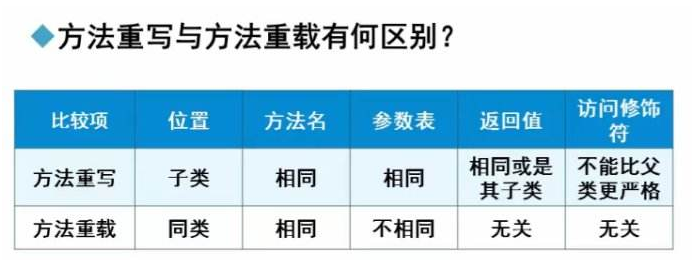 方法重写与方法重载有何区别?
比较项 位置 方法名 参数表 返回值 访问修饰符
方法重写 子类 相同 相同 相同或是其子类 不能比父类更严格
方法重载 同类 相同 不相同 无关 无关